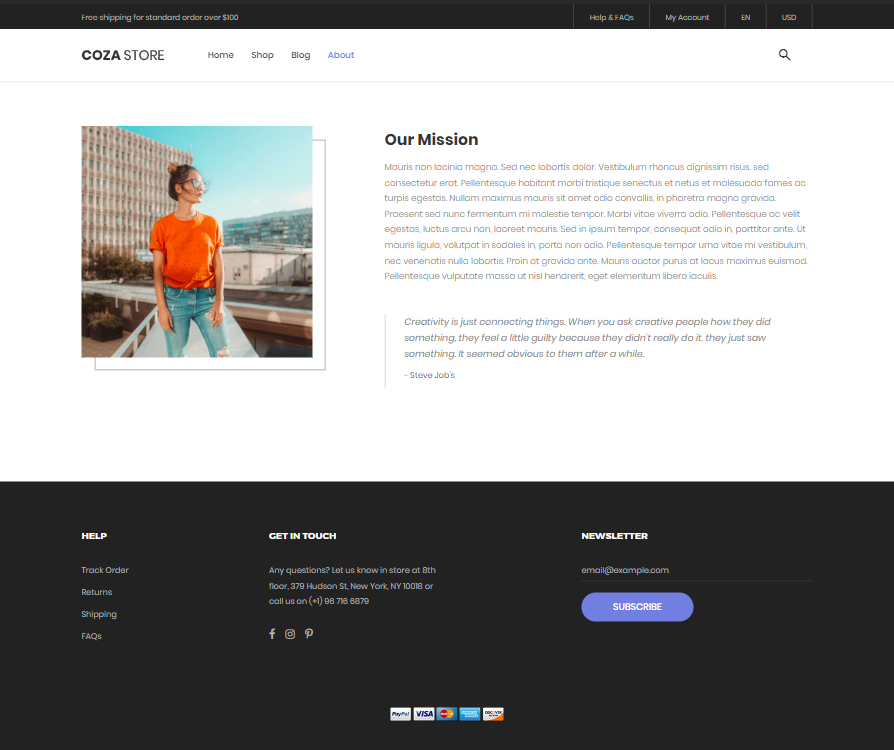 Free shipping for standard order over $100
Help & FAQs
My Account
EN
USD
COZA STORE
Home
Shop
Blog
About
Our Mission
Mauris non lacinia magna. Sed nec lobortis dolor. Vestibulum rhoncus dignissim risus, sed
consectetur erat. Pellentesque habitant morbi tristique senectus et netus et malesuada fames ac
turpis egestas. Nullam maximus mauris sit amet odio convallis, in pharetra magna gravida.
Praesent sed nunc fermentum mi molestie tempor. Morbi vitae viverra odio. Pellentesque ac velit
egestas, luctus arcu non, laoreet mauris. Sed in ipsum tempor, consequat odio in, porttitor ante. Ut
mauris ligula, volutpat in sodales in, porta non odio. Pellentesque tempor urna vitae mi vestibulum,
nec venenatis nulla lobortis. Proin at gravida ante. Mauris auctor purus at lacus maximus euismod.
Pellentesque vulputate massa ut nisl hendrerit, eget elementum libero iaculis.
Creativity is just connecting things. When you ask creative people how they did
something, they feel a little guilty because they didn't really do it, they just saw
something. It seemed obvious to them after a while.
- Steve Job's
HELP
Track Order
Returns
Shipping
FAQs
GET IN TOUCH
Any questions? Let us know in store at 8th
floor, 379 Hudson St, New York, NY 10018 or
call us on (+1) 96 716 6879
NEWSLETTER
email@example.com
SUBSCRIBE
PayPal
VISA
DISCOVER